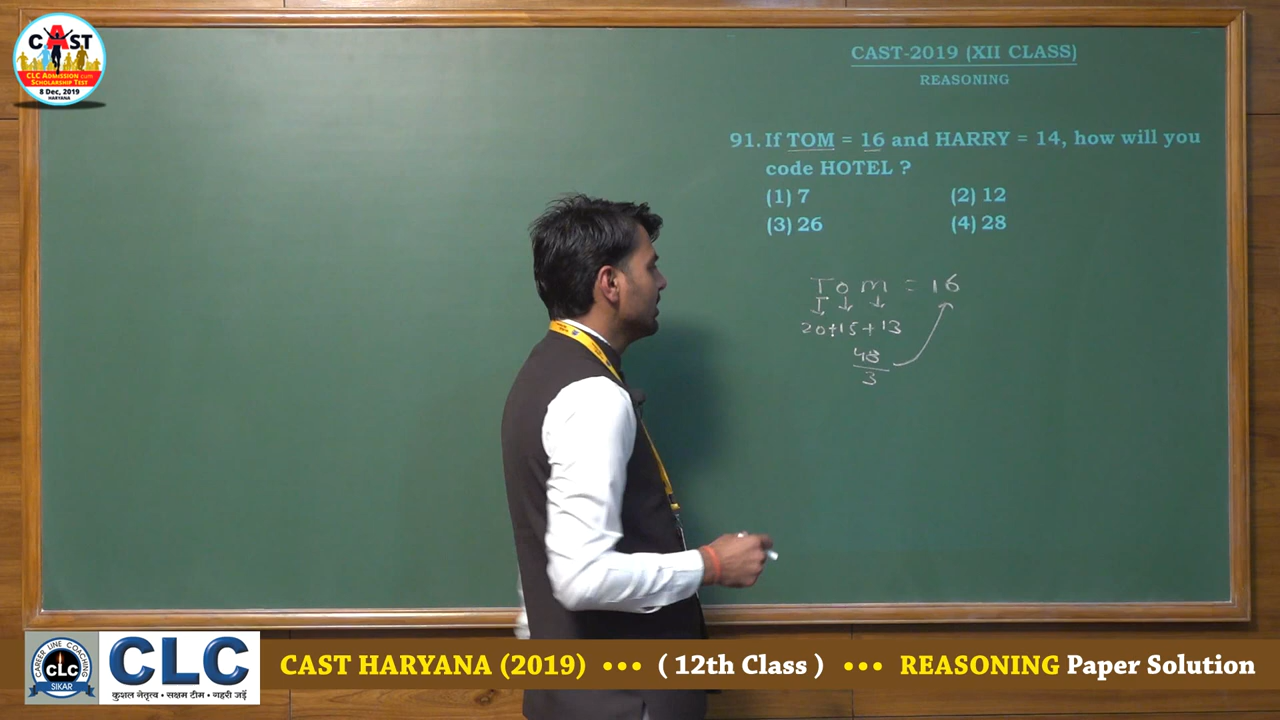 CAST
CLC ADMISSION cum
SCHOLARSHIP TEST
8 Dec, 2019
HARYANA
CAST-2019 (XII CLASS)
REASONING
91. If TOM = 16 and HARRY = 14, how will you
code HOTEL ?
(1) 7 (2) 12
(3) 26 (4) 28
TOM = 16
20+15+13
48
3
CAREER LINE COACHING
CLC
SIKAR
CLC
कुशल नेतृत्व • सक्षम टीम • गहरी जड़ें
CAST HARYANA (2019) ••• ( 12th Class ) ••• REASONING Paper Solution